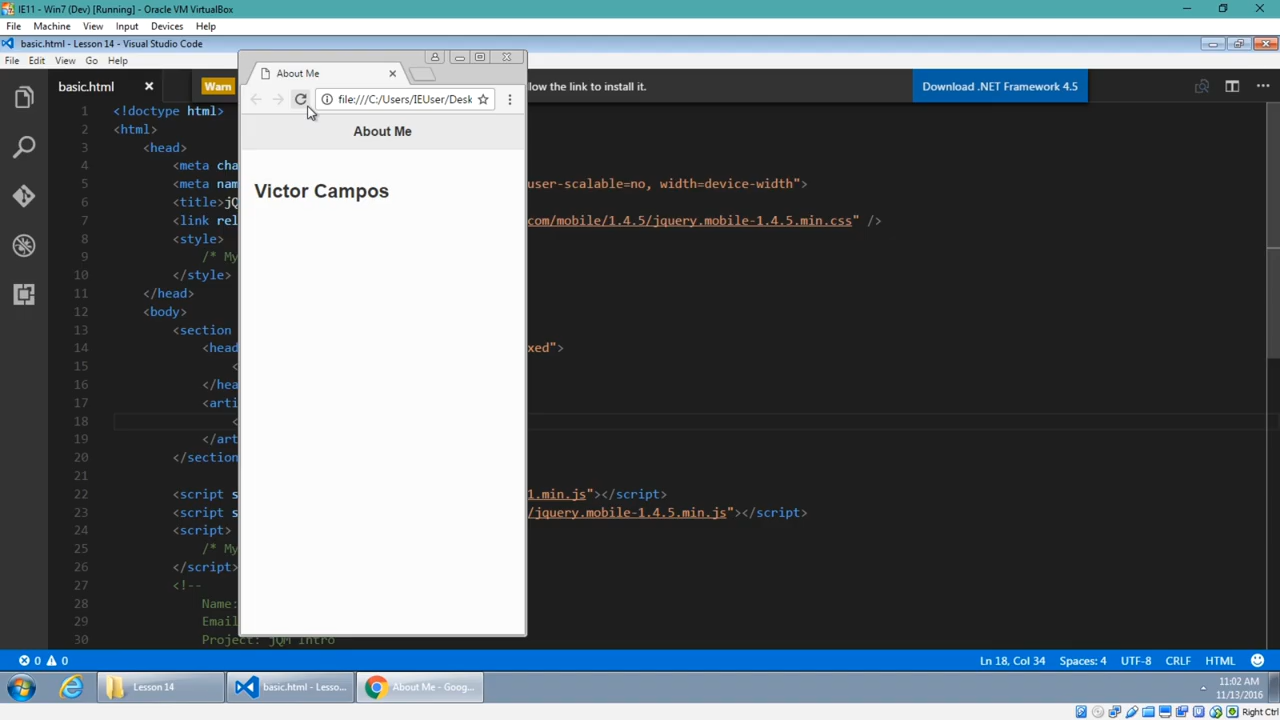 IE11 - Win7 (Dev) [Running] - Oracle VM VirtualBox
File Machine View Input Devices Help
basic.html - Lesson 14 - Visual Studio Code
File Edit View Go Help
basic.html
Warn
llow the link to install it.
Download .NET Framework 4.5
About Me
file:///C:/Users/IEUser/Desk
About Me
Victor Campos
1 <!doctype html>
2 <html>
3 <head>
4 <meta cha
5 <meta nam user-scalable=no, width=device-width">
6 <title>jQ
7 <link rel com/mobile/1.4.5/jquery.mobile-1.4.5.min.css" />
8 <style>
9 /* My
10 </style>
11 </head>
12 <body>
13 <section
14 <head xed">
15 <
16 </hea
17 <arti
18 <
19 </art
20 </section
21
22 <script s 1.min.js"></script>
23 <script s /jquery.mobile-1.4.5.min.js"></script>
24 <script>
25 /* My
26 </script>
27 <!--
28 Name:
29 Email
30 Project: jQM Intro
0 0 Ln 18, Col 34 Spaces: 4 UTF-8 CRLF HTML
Lesson 14 basic.html - Lesso... About Me - Goog...
11:02 AM
11/13/2016
Right Ctrl